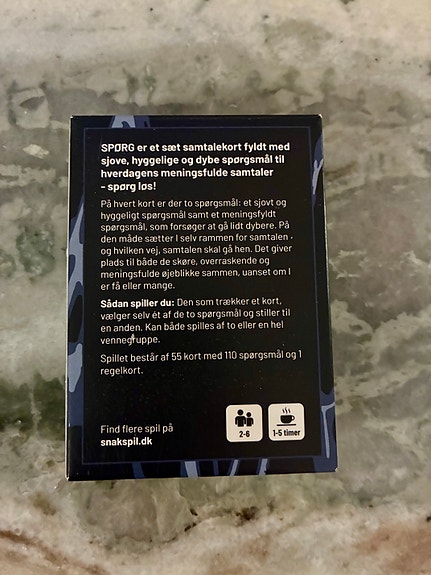 SPØRG er et sæt samtalekort fyldt med
sjove, hyggelige og dybe spørgsmål til
hverdagens meningsfulde samtaler
- spørg løs!
På hvert kort er der to spørgsmål: et sjovt og
hyggeligt spørgsmål samt et meningsfyldt
spørgsmål, som forsøger at gå lidt dybere. På
den måde sætter I selv rammen for samtalen
og hvilken vej, samtalen skal gå hen. Det giver
plads til både de skøre, overraskende og
meningsfulde øjeblikke sammen, uanset om I
er få eller mange.
Sådan spiller du: Den som trækker et kort,
vælger selv ét af de to spørgsmål og stiller til
en anden. Kan både spilles af to eller en hel
vennegruppe.
Spillet består af 55 kort med 110 spørgsmål og 1
regelkort.
Find flere spil på
snakspil.dk
2-6
1-5 timer